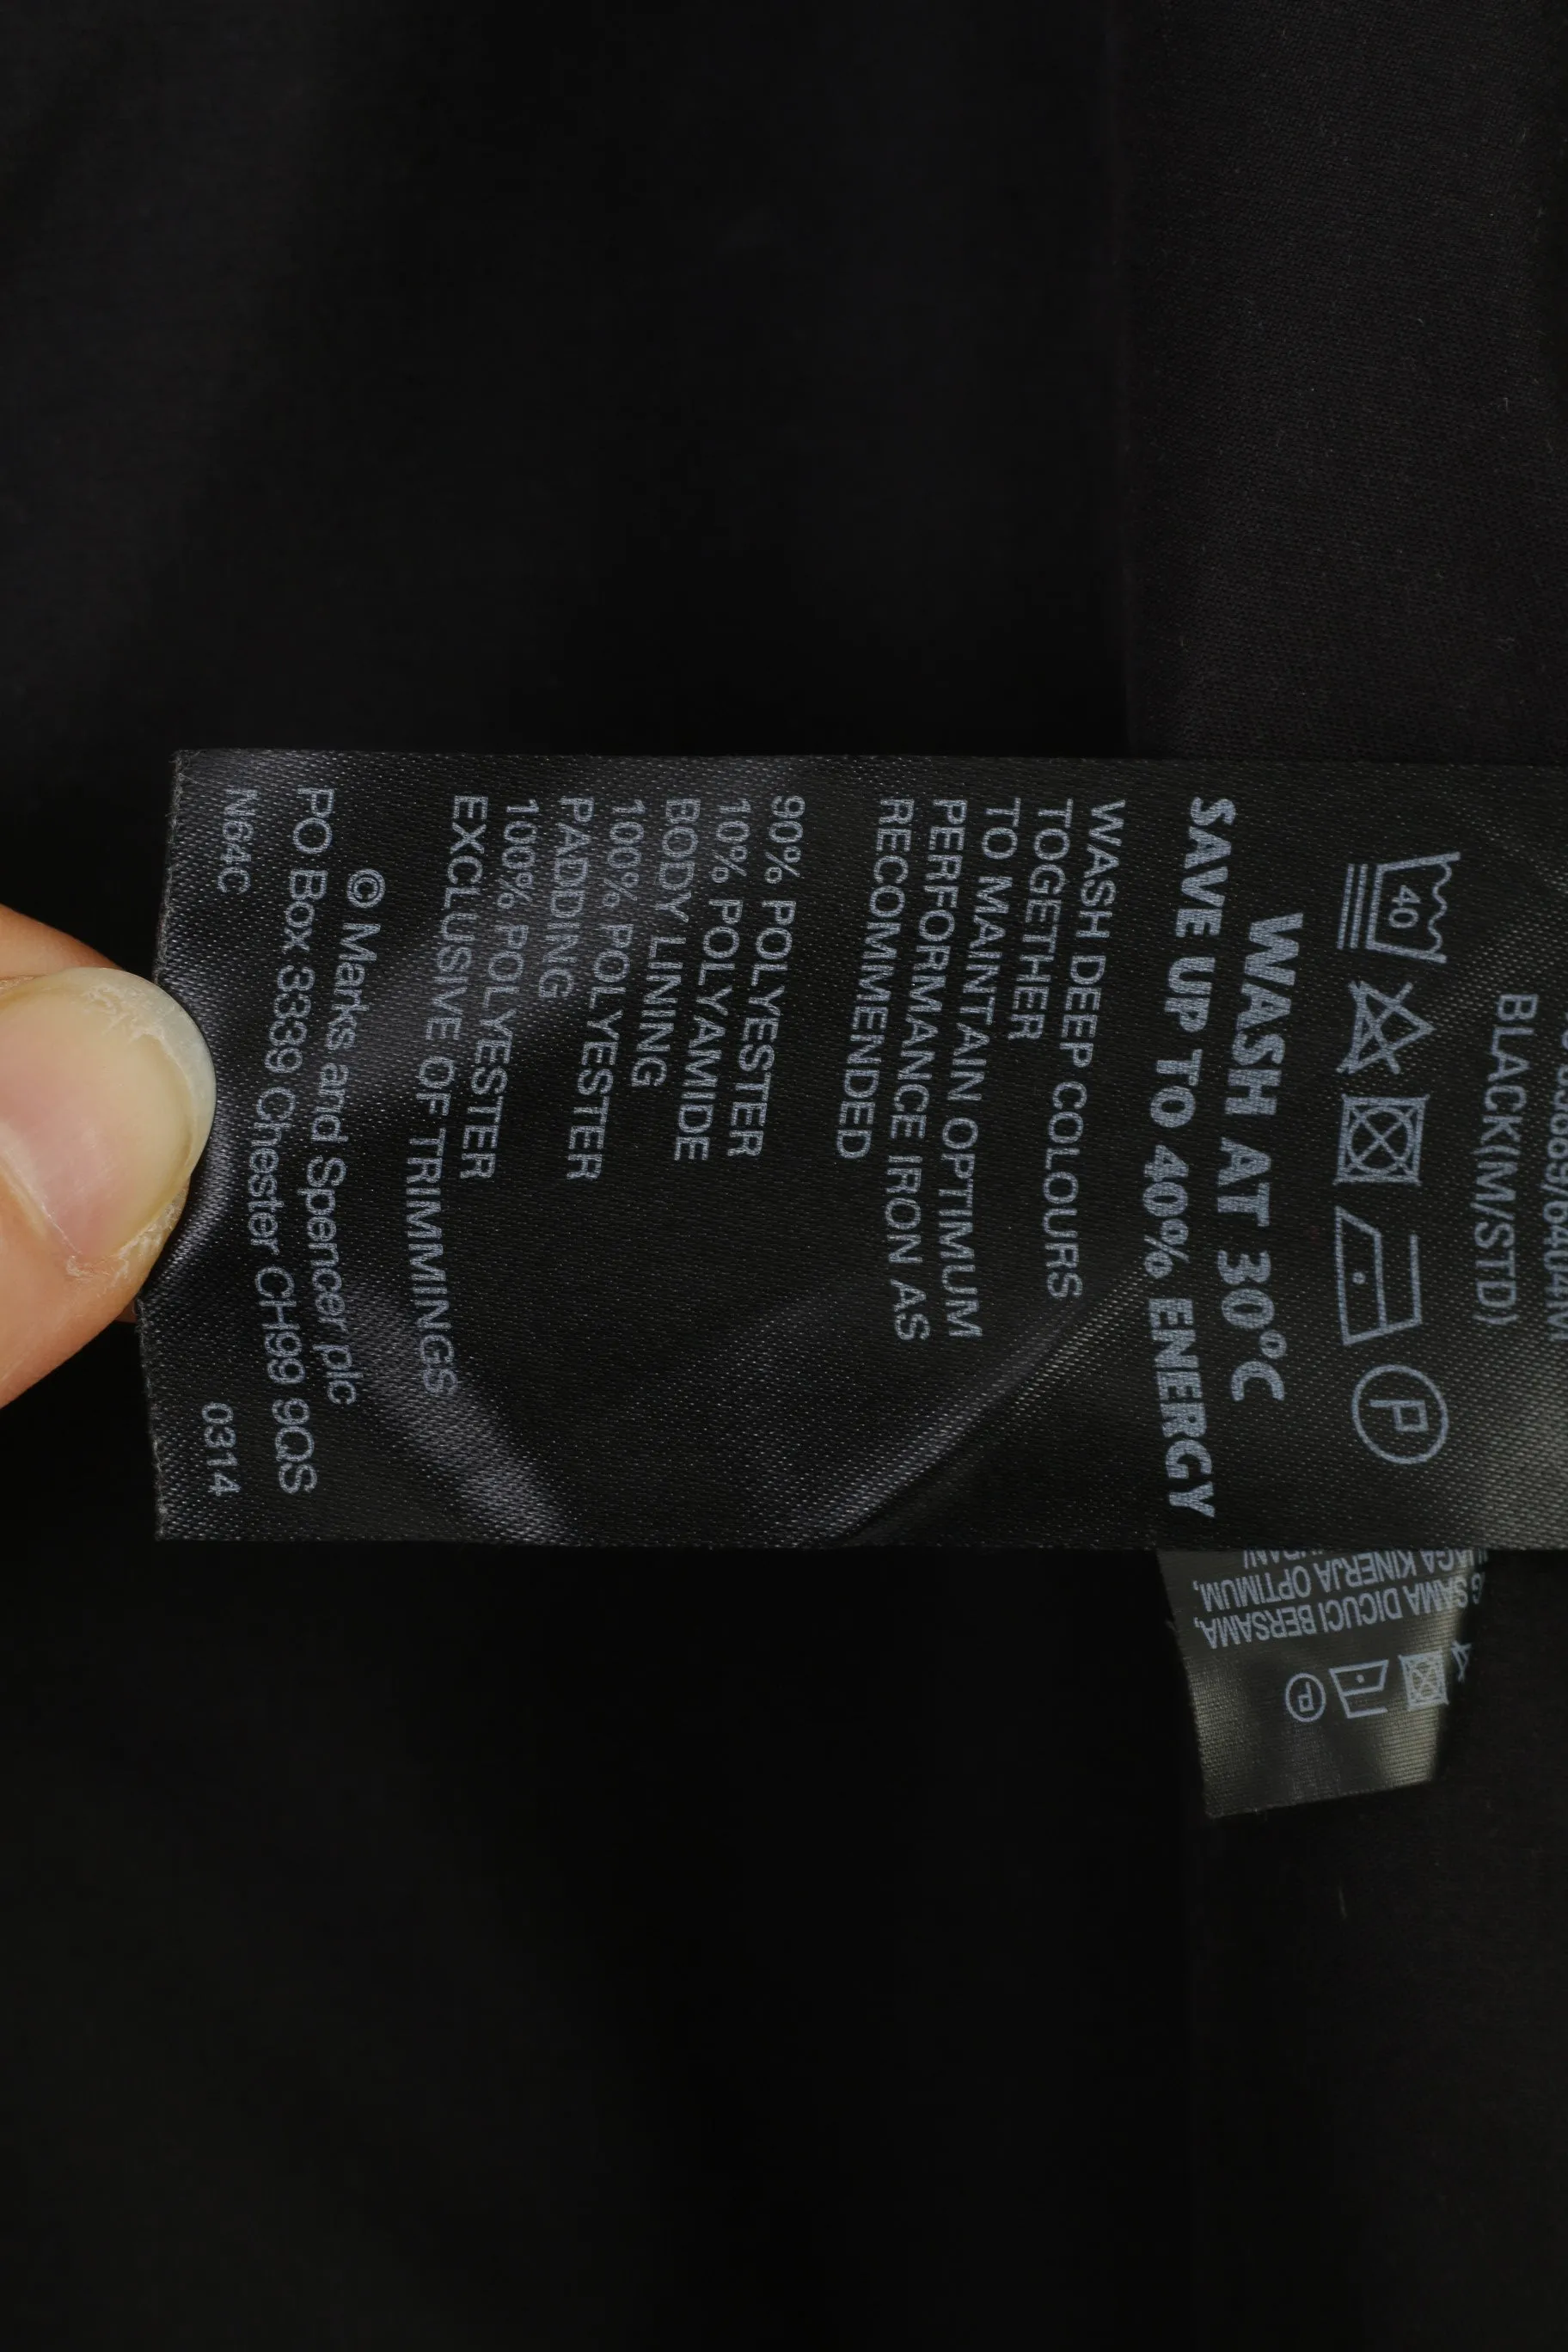 BLACK(M/STD)
40
P
WASH AT 30°C
SAVE UP TO 40% ENERGY
WASH DEEP COLOURS
TOGETHER
TO MAINTAIN OPTIMUM
PERFORMANCE IRON AS
RECOMMENDED
90% POLYESTER
10% POLYAMIDE
BODY LINING
100% POLYESTER
PADDING
100% POLYESTER
EXCLUSIVE OF TRIMMINGS
© Marks and Spencer plc
PO Box 3339 Chester CH99 9QS
N64C 0314
P
SAMA DICUCI BERSAMA,
KINERJA OPTIMUM,